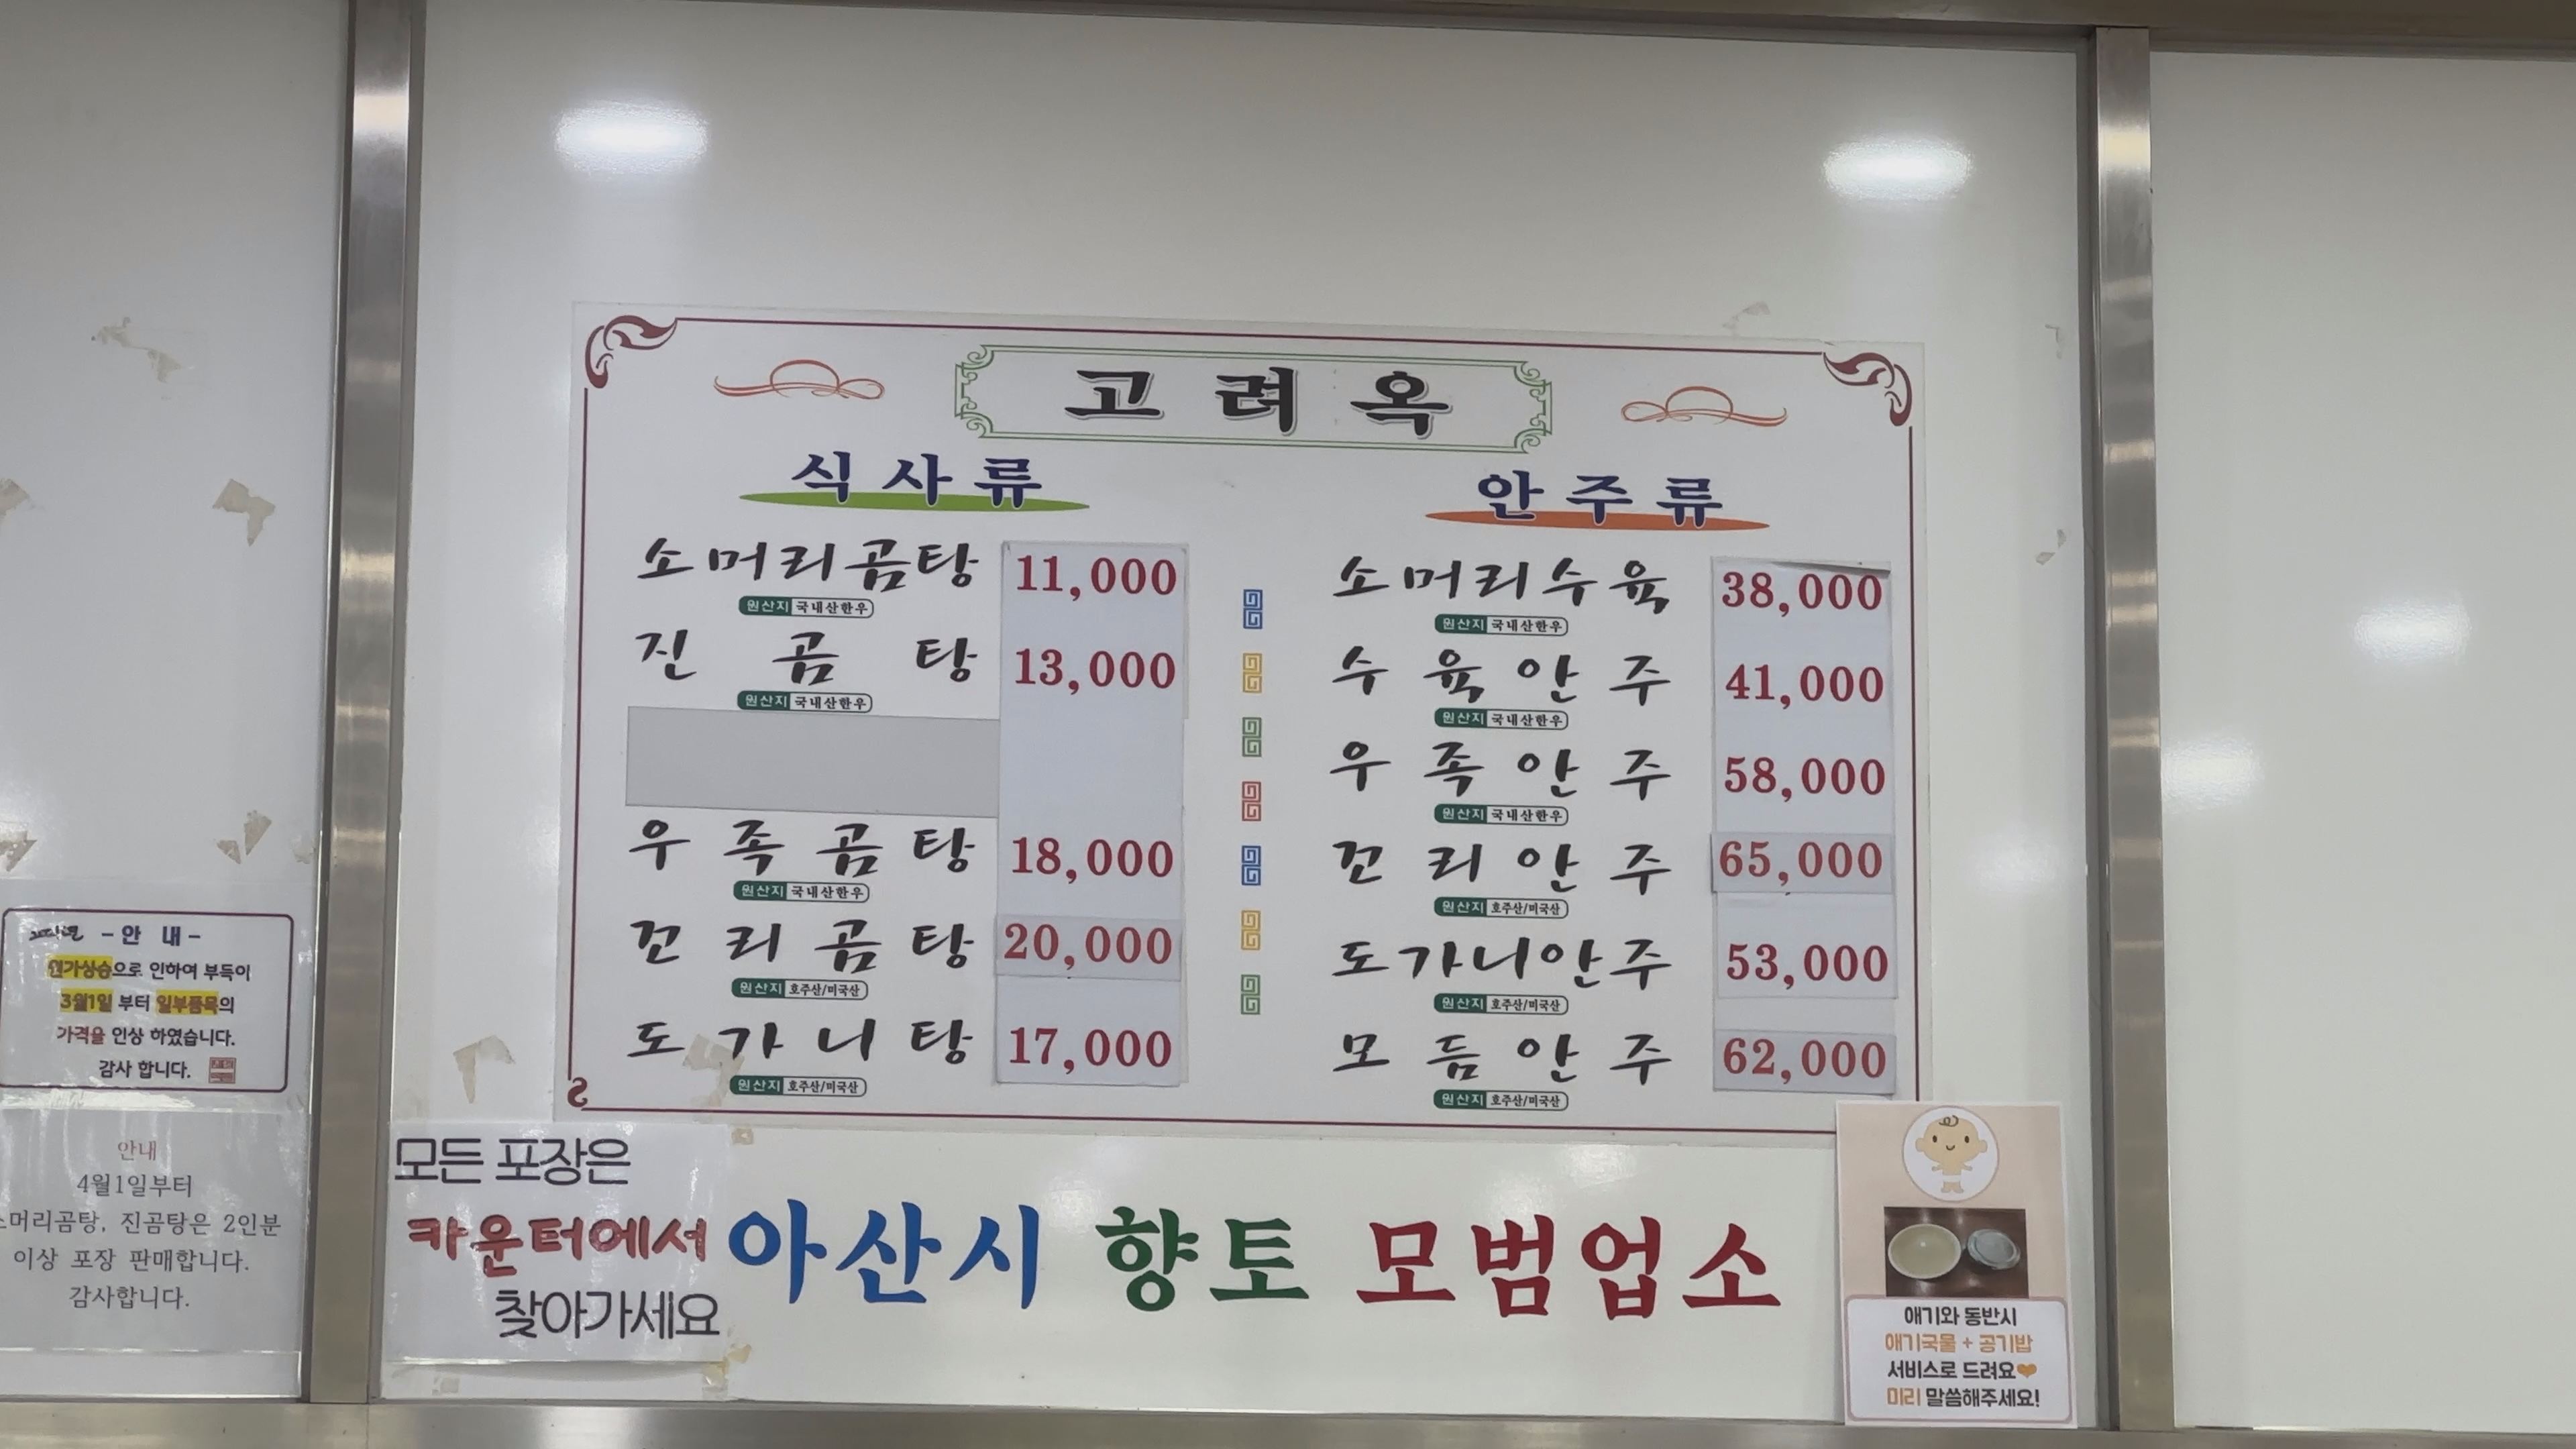 고려옥
식사류
소머리곰탕 11,000
원산지 국내산한우
진곰탕 13,000
원산지 국내산한우
우족곰탕 18,000
원산지 국내산한우
꼬리곰탕 20,000
원산지 호주산/미국산
도가니탕 17,000
원산지 호주산/미국산
안주류
소머리수육 38,000
원산지 국내산한우
수육안주 41,000
원산지 국내산한우
우족안주 58,000
원산지 국내산한우
꼬리안주 65,000
원산지 호주산/미국산
도가니안주 53,000
원산지 호주산/미국산
모듬안주 62,000
원산지 호주산/미국산
-안 내-
원가상승으로 인하여 부득이
3월1일 부터 일부품목의
가격을 인상 하였습니다.
감사 합니다.
안내
4월1일부터
소머리곰탕, 진곰탕은 2인분
이상 포장 판매합니다.
감사합니다.
모든 포장은
카운터에서
찾아가세요
아산시 향토 모범업소
애기와 동반시
애기국물 + 공기밥
서비스로 드려요❤
미리 말씀해주세요!